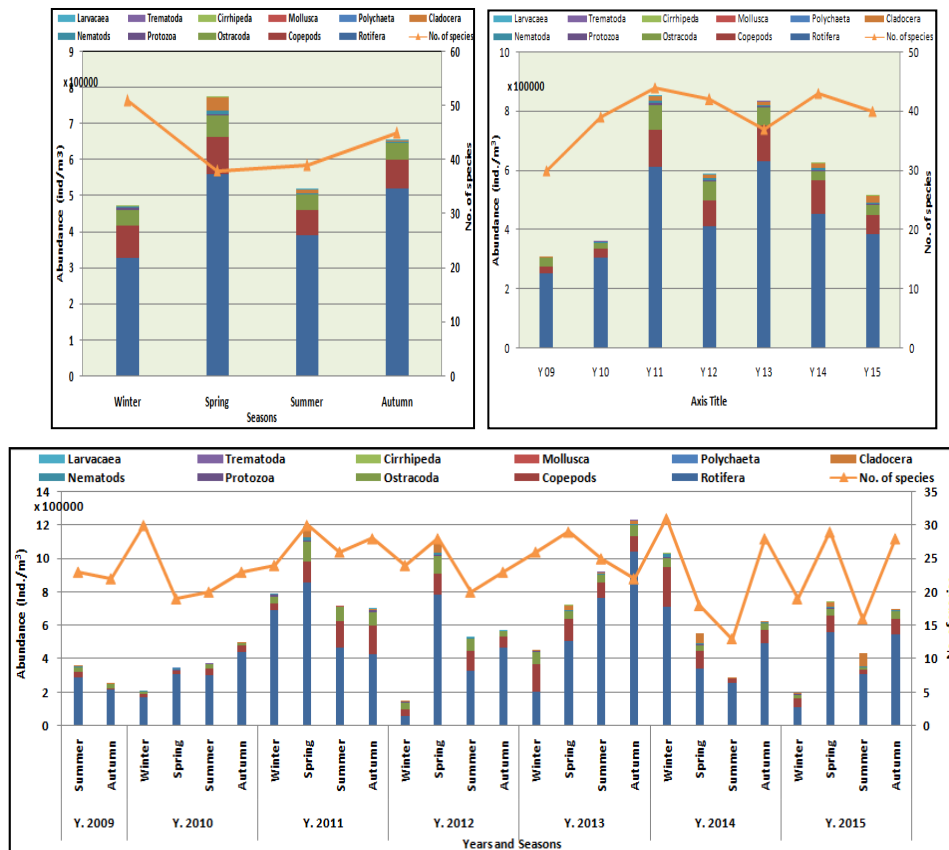 Larvacaea Trematoda Cirrhipeda Mollusca Polychaeta Cladocera
Nematods Protozoa Ostracoda Copepods Rotifera No. of species
9 60
x100000
8
7 50
6 40
5 30
4
3 20
2
1 10
0 0
Abundance (ind/m3)
No. of species
Winter Spring Summer Autumn
Seasons
Larvacaea Trematoda Cirrhipeda Mollusca Polychaeta Cladocera
Nematoda Protozoa Ostracoda Copepods Rotifera No. of species
10 50
x100000
8 40
6 30
4 20
2 10
0 0
Abundance (ind./m3)
No. of species
Y 09 Y 10 Y 11 Y 12 Y 13 Y 14 Y 15
Axis Title
Larvacaea Trematoda Cirrhipeda Mollusca Polychaeta Cladocera
Nematods Protozoa Ostracoda Copepods Rotifera No. of species
14 35
x100000
12 30
10 25
8 20
6 15
4 10
2 5
0 0
Abundance (Ind./m³)
Summer Autumn Winter Spring Summer Autumn Winter Spring Summer Autumn Winter Spring Summer Autumn Winter Spring Summer Autumn Winter Spring Summer Autumn Winter Spring Summer Autumn
Y. 2009 Y. 2010 Y. 2011 Y. 2012 Y. 2013 Y. 2014 Y. 2015
Years and Seasons